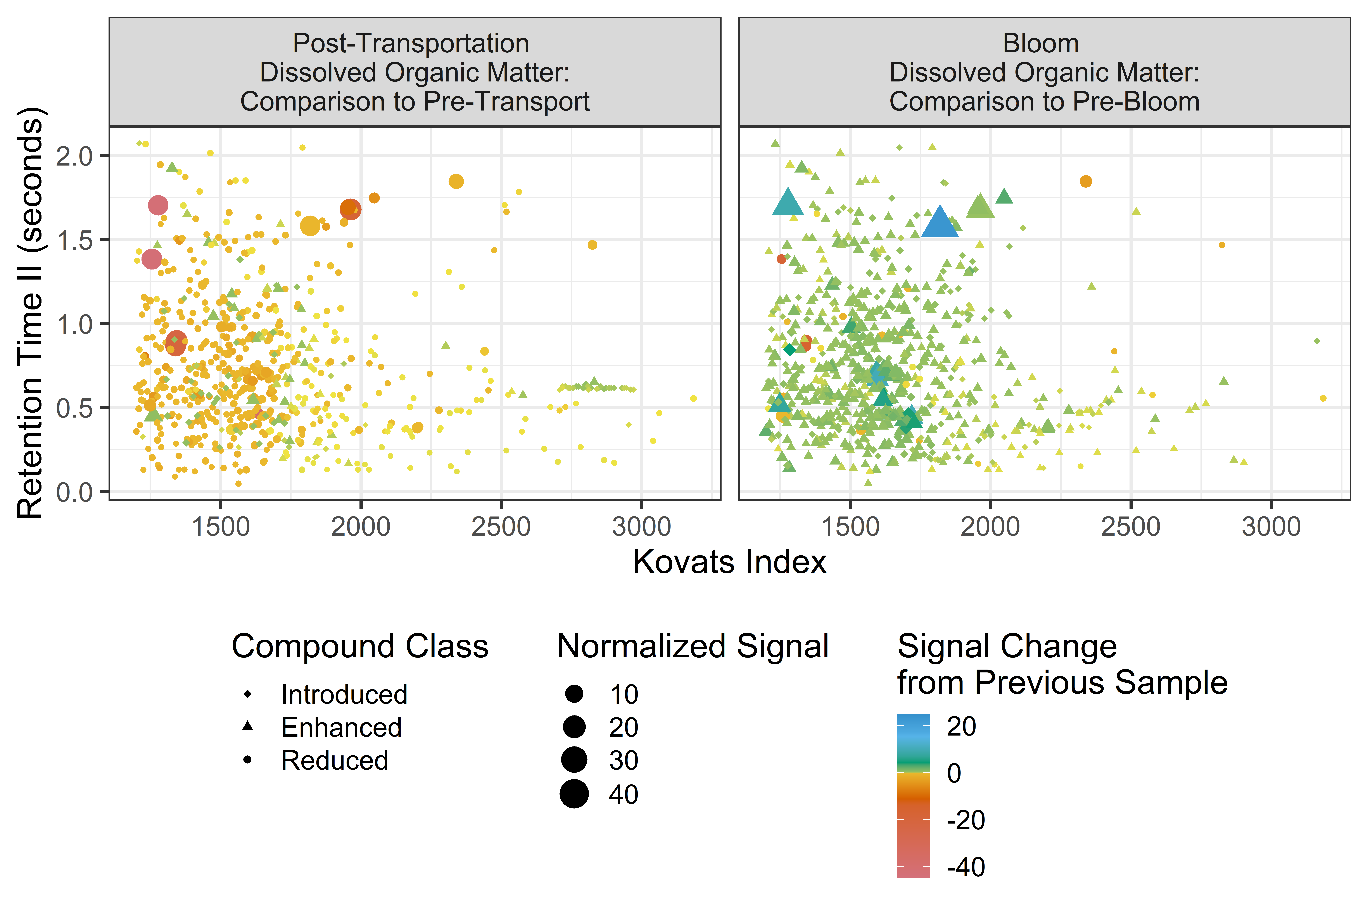 Post-Transportation
Dissolved Organic Matter:
Comparison to Pre-Transport
Bloom
Dissolved Organic Matter:
Comparison to Pre-Bloom
Retention Time II (seconds)
2.0
1.5
1.0
0.5
0.0
1500 2000 2500 3000
1500 2000 2500 3000
Kovats Index
Compound Class
Introduced
Enhanced
Reduced
Normalized Signal
10
20
30
40
Signal Change
from Previous Sample
20
0
-20
-40